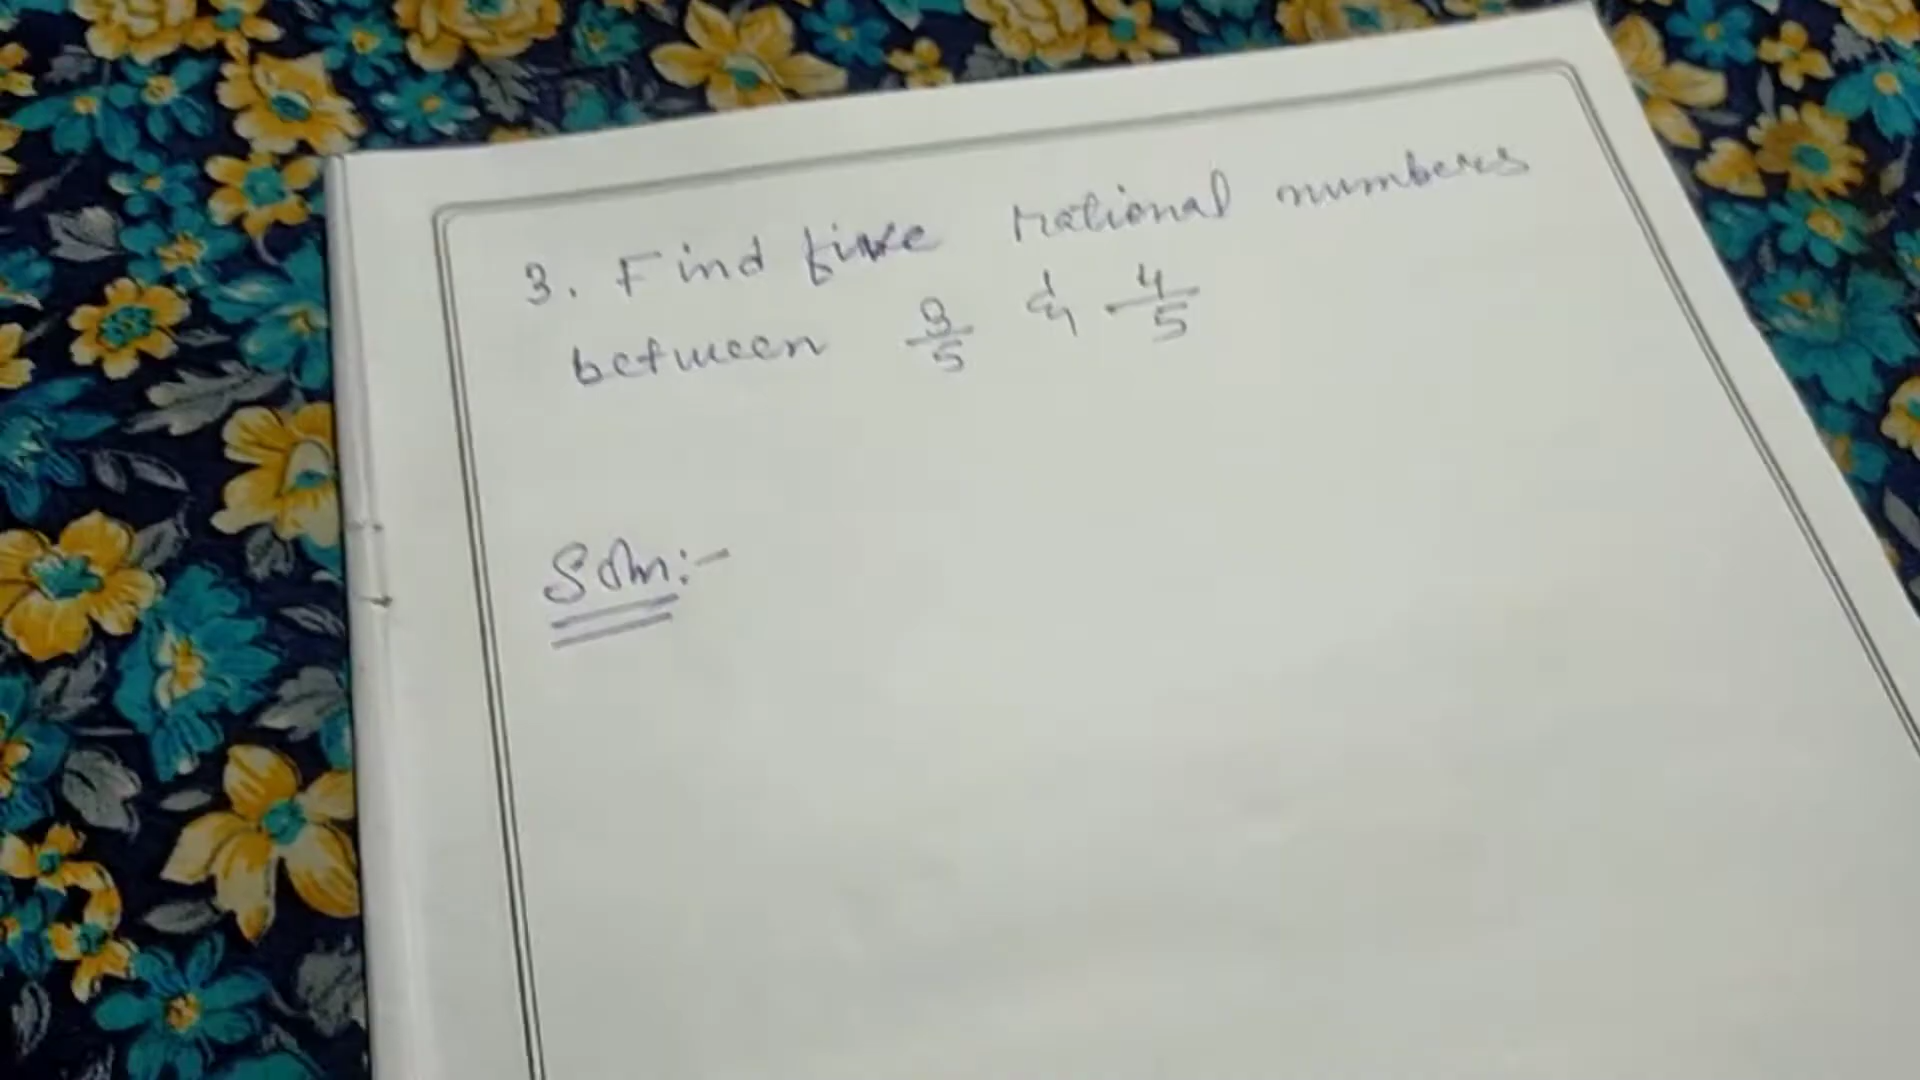 3. Find five rational numbers
between 3/5 & 4/5
Soln:-